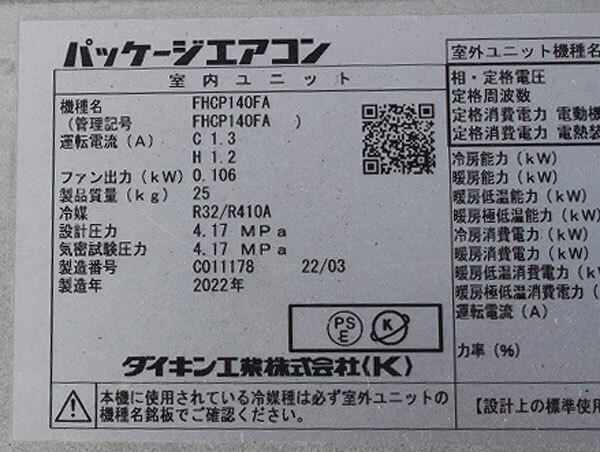 パッケージエアコン
室内ユニット
機種名 FHCP140FA
(管理記号 FHCP140FA )
運転電流(A) C 1.3
H 1.2
ファン出力(kW) 0.106
製品質量(kg) 25
冷媒 R32/R410A
設計圧力 4.17 MPa
気密試験圧力 4.17 MPa
製造番号 C011178 22/03
製造年 2022年
PS
E
K
ダイキン工業株式会社(K)
本機に使用されている冷媒種は必ず室外ユニットの
機種名銘板でご確認ください。
室外ユニット機種名
相・定格電圧
定格周波数
定格消費電力 電動機
定格消費電力 電熱装
冷房能力(kW)
暖房能力(kW)
暖房低温能力(kW)
暖房極低温能力(kW)
冷房消費電力(kW)
暖房消費電力(kW)
暖房低温消費電力(kW)
暖房極低温消費電力(
運転電流(A)
力率(%)
【設計上の標準使用